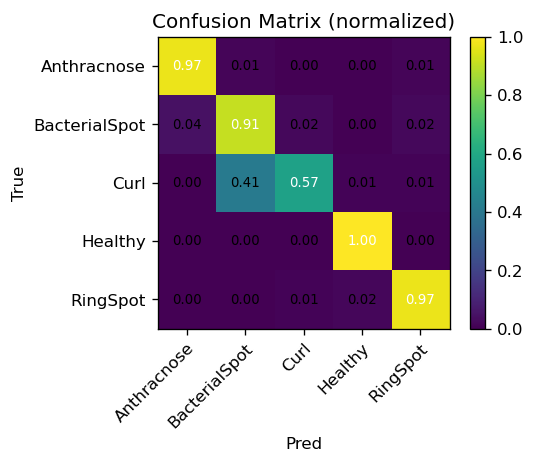 Confusion Matrix (normalized)
True
Anthracnose 0.97 0.01 0.00 0.00 0.01
BacterialSpot 0.04 0.91 0.02 0.00 0.02
Curl 0.00 0.41 0.57 0.01 0.01
Healthy 0.00 0.00 0.00 1.00 0.00
RingSpot 0.00 0.00 0.01 0.02 0.97
Anthracnose BacterialSpot Curl Healthy RingSpot
Pred
1.0
0.8
0.6
0.4
0.2
0.0